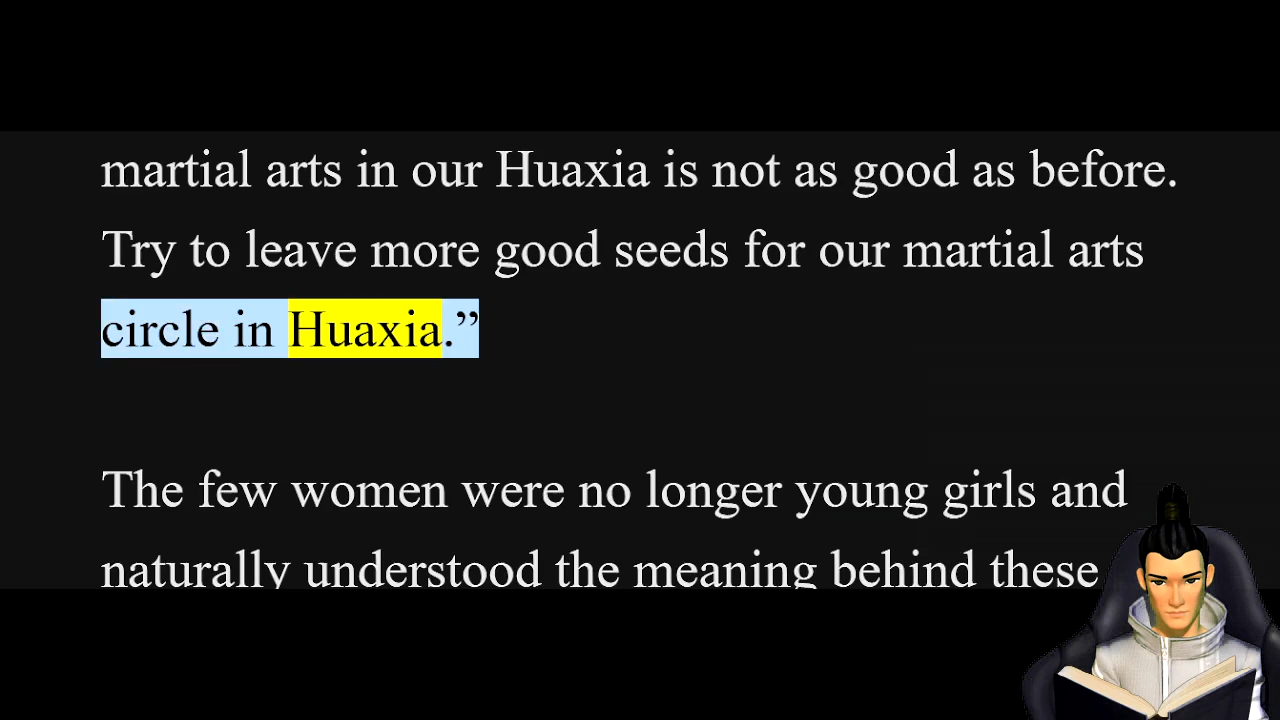 martial arts in our Huaxia is not as good as before.
Try to leave more good seeds for our martial arts
circle in Huaxia.”
The few women were no longer young girls and
naturally understood the meaning behind these